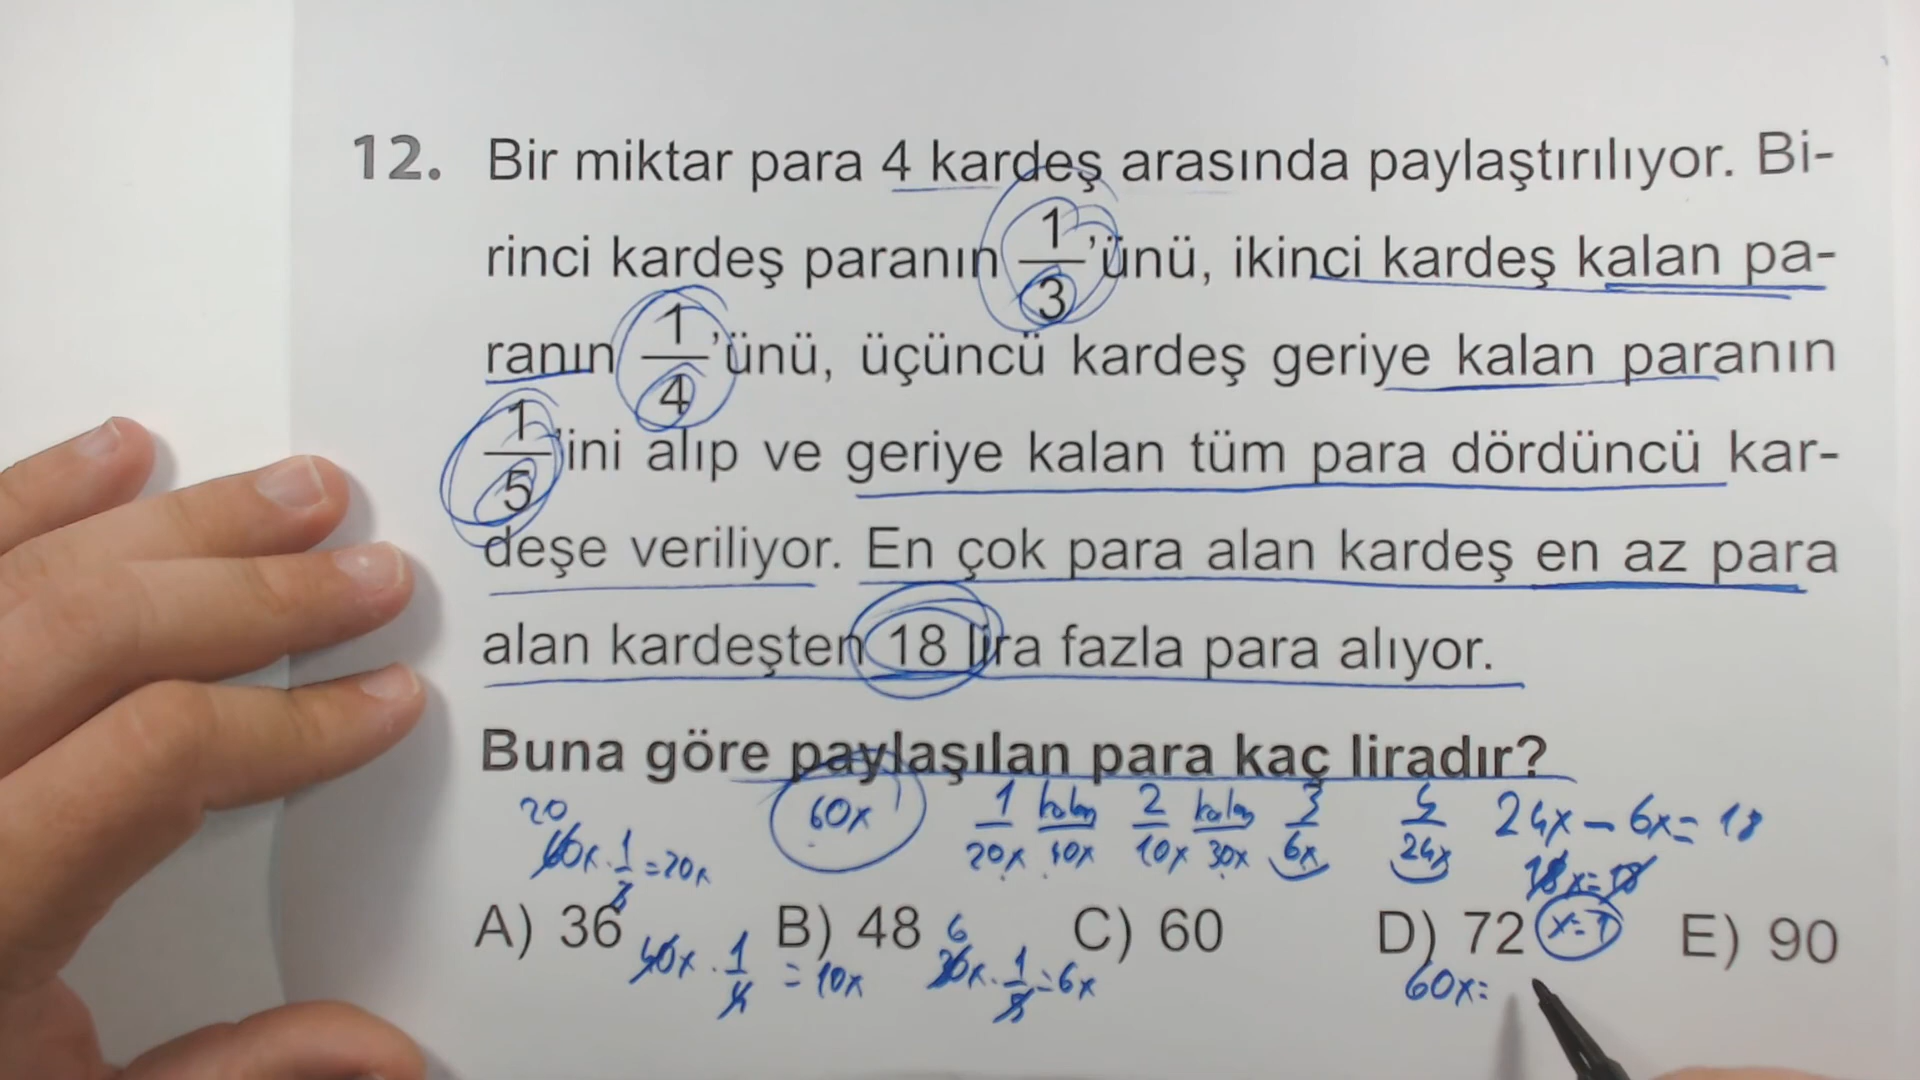 12. Bir miktar para 4 kardeş arasında paylaştırılıyor. Bi-
rinci kardeş paranın 1/3 'ünü, ikinci kardeş kalan pa-
ranın 1/4 'ünü, üçüncü kardeş geriye kalan paranın
1/5 'ini alıp ve geriye kalan tüm para dördüncü kar-
deşe veriliyor. En çok para alan kardeş en az para
alan kardeşten 18 lira fazla para alıyor.
Buna göre paylaşılan para kaç liradır?
20
60x . 1/3 = 20x
60x
1/20x kalan/40x 2/10x kalan/30x 3/6x 4/24x
24x - 6x = 18
18x = 18
x = 1
A) 36 B) 48 C) 60 D) 72 E) 90
40x . 1/4 = 10x
6
30x . 1/5 = 6x
60x =